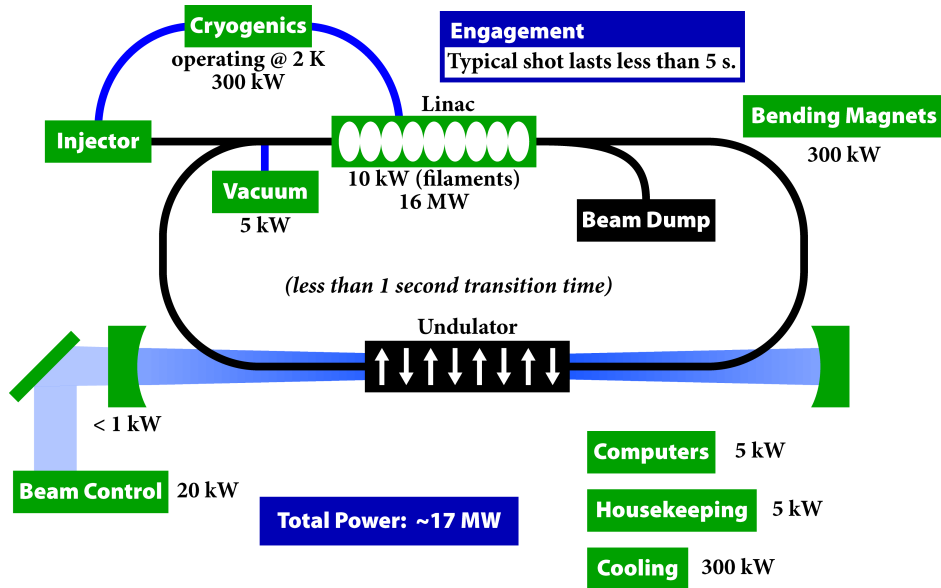 Cryogenics
operating @ 2 K
300 kW
Engagement
Typical shot lasts less than 5 s.
Linac
Bending Magnets
300 kW
Injector
10 kW (filaments)
16 MW
Vacuum
5 kW
Beam Dump
(less than 1 second transition time)
Undulator
< 1 kW
Beam Control
20 kW
Total Power: ~17 MW
Computers
5 kW
Housekeeping
5 kW
Cooling
300 kW